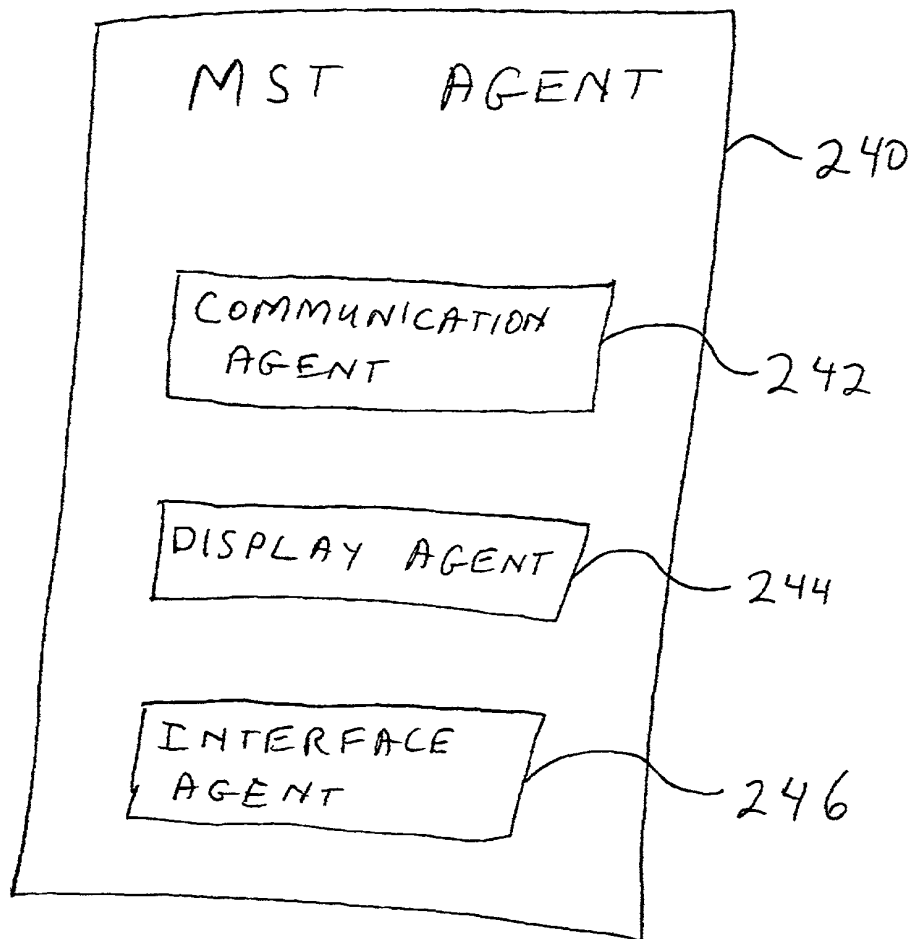 MST AGENT
240
COMMUNICATION
AGENT
242
DISPLAY AGENT
244
INTERFACE
AGENT
246